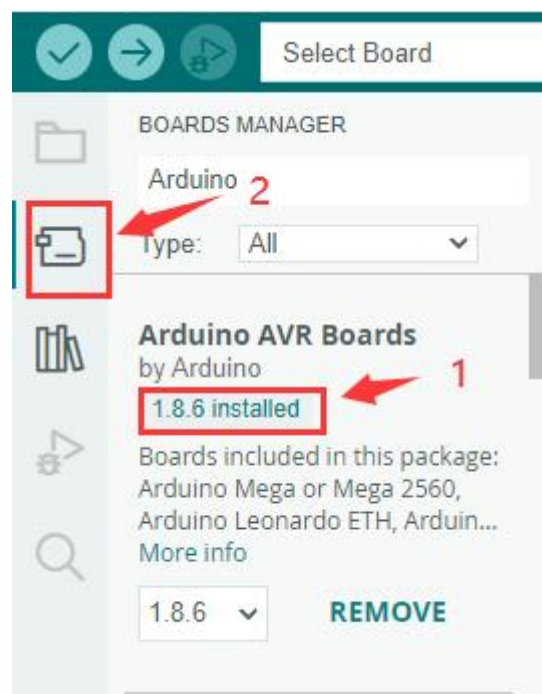 Select Board
BOARDS MANAGER
Arduino
2
Type: All
Arduino AVR Boards
by Arduino
1
1.8.6 installed
Boards included in this package:
Arduino Mega or Mega 2560,
Arduino Leonardo ETH, Arduin...
More info
1.8.6 REMOVE